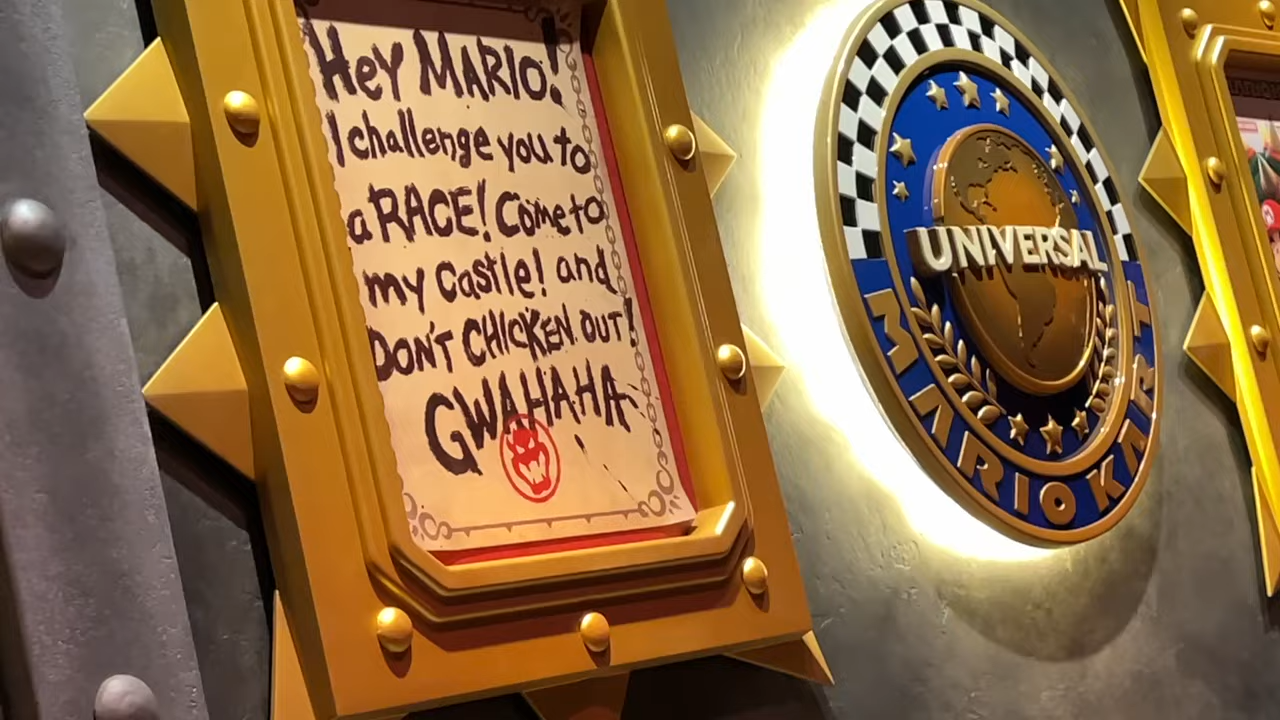 Hey MARIO!
I challenge you to
a RACE! Come to
my Castle! and
DON'T CHICKEN OUT!
GWAHAHA
UNIVERSAL
MARIO KART